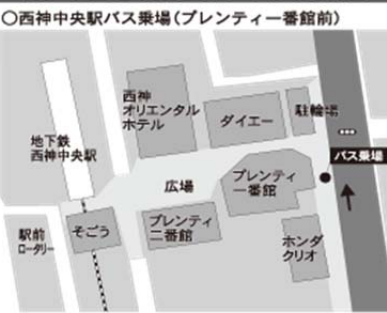 ○西神中央駅バス乗場(プレンティ一番館前)
西神
オリエンタル
ホテル
ダイエー
駐輪場
地下鉄
西神中央駅
バス乗場
広場
プレンティ
一番館
プレンティ
二番館
そごう
駅前
ロータリー
ホンダ
クリオ